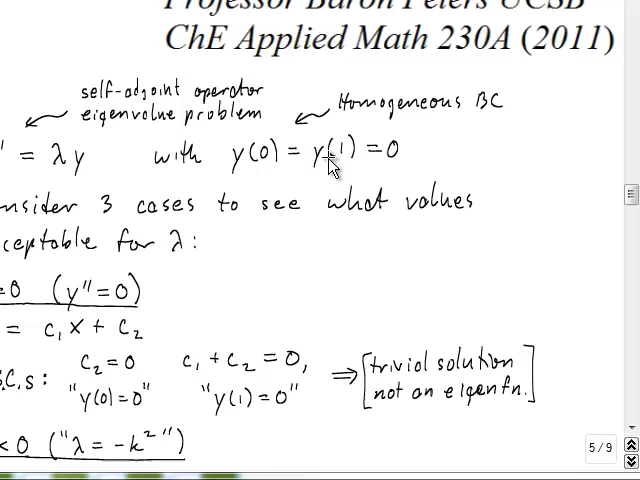 Professor Baron Peters UCSB
ChE Applied Math 230A (2011)
self-adjoint operator
eigenvalue problem
Homogeneous BC
" = λy with y(0) = y(1) = 0
nsider 3 cases to see what values
ceptable for λ:
=0 (y"=0)
= c₁x + c₂
B.C.s: c₂=0 c₁+c₂=0, ⇒ [trivial solution
not an eigenfn.]
"y(0)=0" "y(1)=0"
<0 ("λ = -k²")
5/9